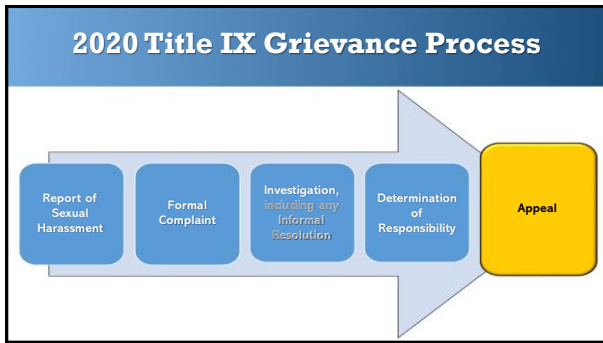 2020 Title IX Grievance Process
Report of
Sexual
Harassment
Formal
Complaint
Investigation,
including any
Informal
Resolution
Determination
of
Responsibility
Appeal